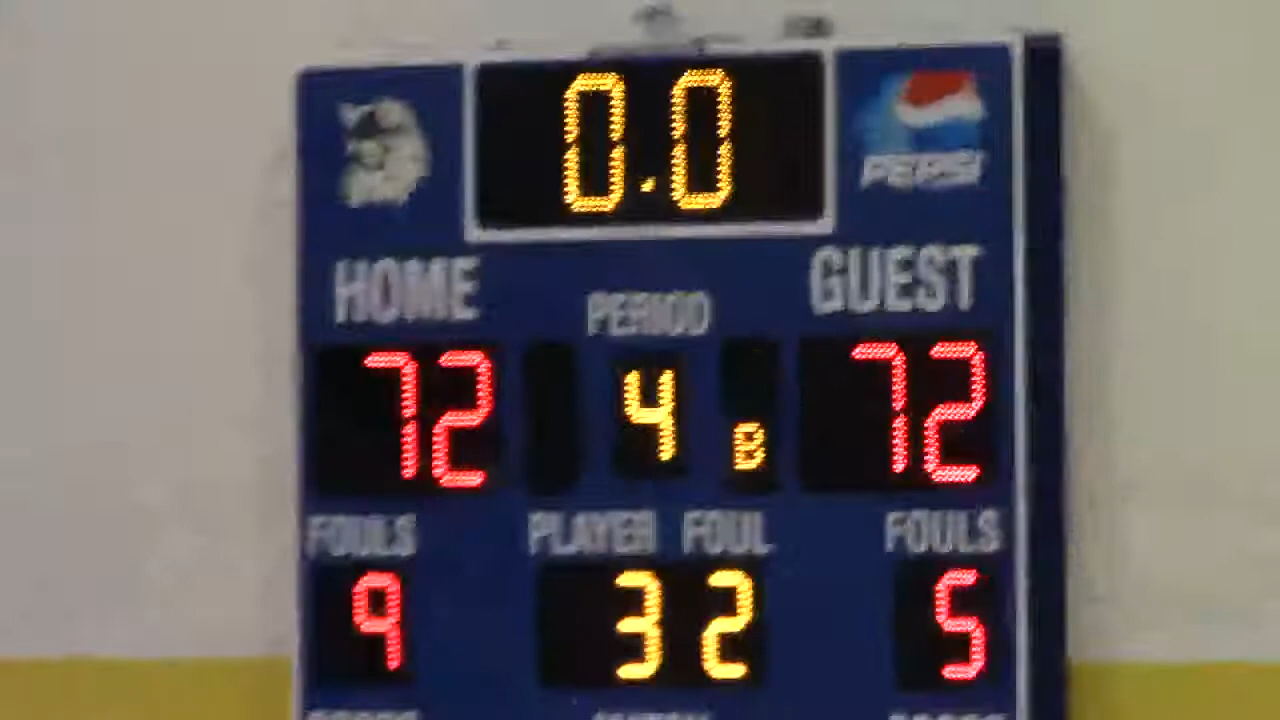 0.0
PEPSI
HOME
PERIOD
GUEST
72
4
B
72
FOULS
PLAYER FOUL
FOULS
9
3 2
5